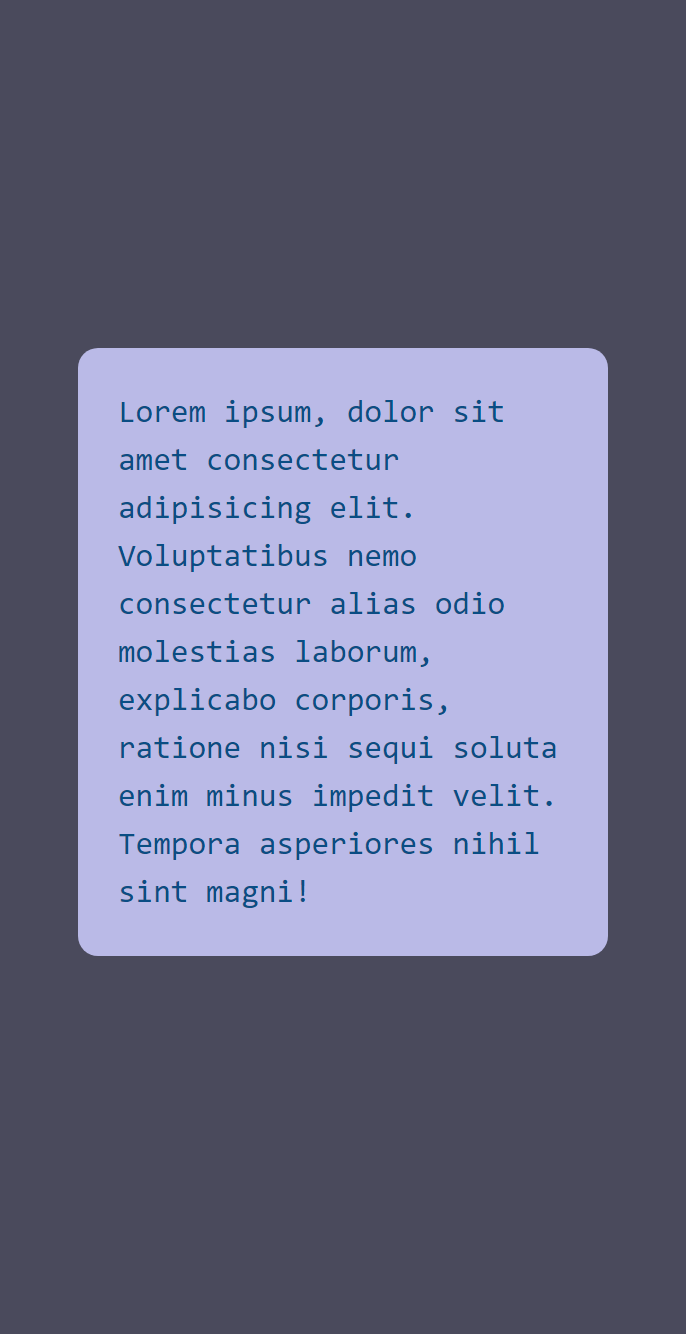 Lorem ipsum, dolor sit
amet consectetur
adipisicing elit.
Voluptatibus nemo
consectetur alias odio
molestias laborum,
explicabo corporis,
ratione nisi sequi soluta
enim minus impedit velit.
Tempora asperiores nihil
sint magni!